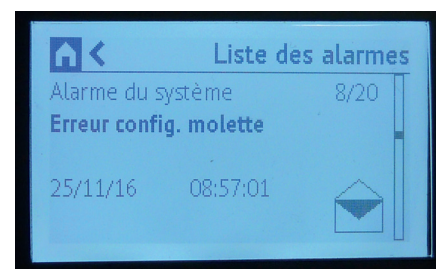 Liste des alarmes
Alarme du système 8/20
Erreur config. molette
25/11/16 08:57:01